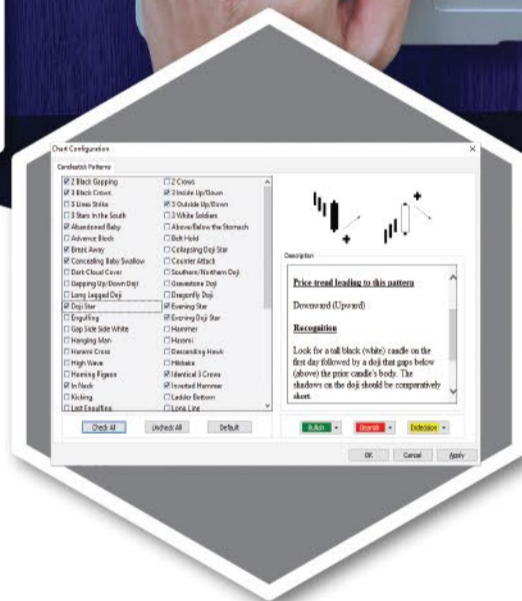 Chart Configuration
Candlestick Patterns
2 Black Gapping
3 Black Crows
3 Lines Strike
3 Stars In the South
Abandoned Baby
Advance Block
Break Away
Concealing Baby Swallow
Dark Cloud Cover
Gapping Up/Down Doji
Long Legged Doji
Doji Star
Engulfing
Gap Side Side White
Hanging Man
Harami Cross
High Wave
Homing Pigeon
In Neck
Kicking
Last Engulfing
2 Crows
3 Inside Up/Down
3 Outside Up/Down
3 White Soldiers
Above/Below the Stomach
Belt Hold
Collapsing Doji Star
Counter Attack
Southern/Northern Doji
Gravestone Doji
Dragonfly Doji
Evening Star
Evening Doji Star
Hammer
Harami
Descending Hawk
Hikkake
Identical 3 Crows
Inverted Hammer
Ladder Bottom
Long Line
Check All
Uncheck All
Default
Description
Price trend leading to this pattern
Downward (Upward)
Recognition
Look for a tall black (white) candle on the
first day followed by a doji that gaps below
(above) the prior candle's body. The
shadows on the doji should be comparatively
short.
Bullish
Bearish
Indecision
OK
Cancel
Apply